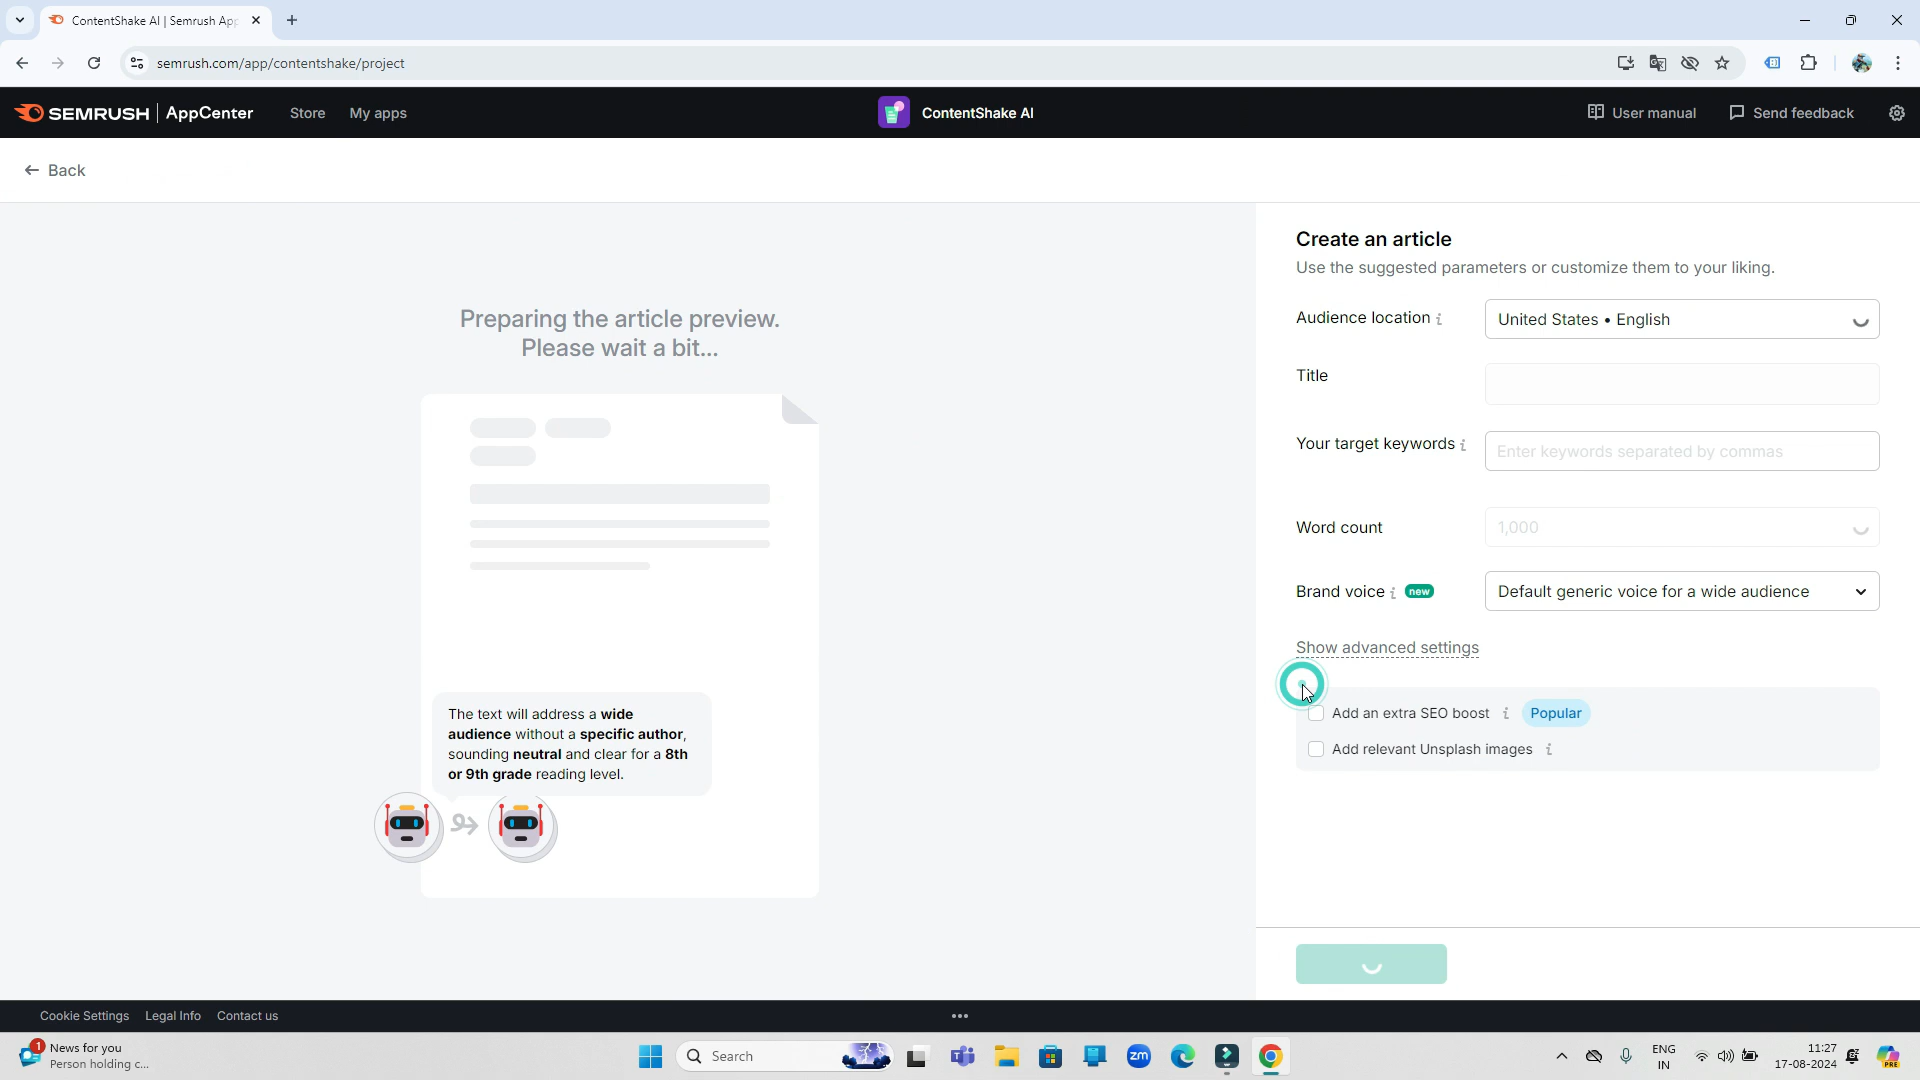 ContentShake AI | Semrush App
semrush.com/app/contentshake/project
SEMRUSH AppCenter
Store
My apps
ContentShake AI
User manual
Send feedback
Back
Create an article
Use the suggested parameters or customize them to your liking.
Preparing the article preview.
Please wait a bit...
Audience location
United States • English
Title
Your target keywords
Enter keywords separated by commas
Word count
1,000
Brand voice
new
Default generic voice for a wide audience
Show advanced settings
Add an extra SEO boost
Popular
Add relevant Unsplash images
The text will address a wide
audience without a specific author,
sounding neutral and clear for a 8th
or 9th grade reading level.
Cookie Settings
Legal Info
Contact us
1
News for you
Person holding c...
Search
zm
ENG
IN
11:27
17-08-2024
PRE